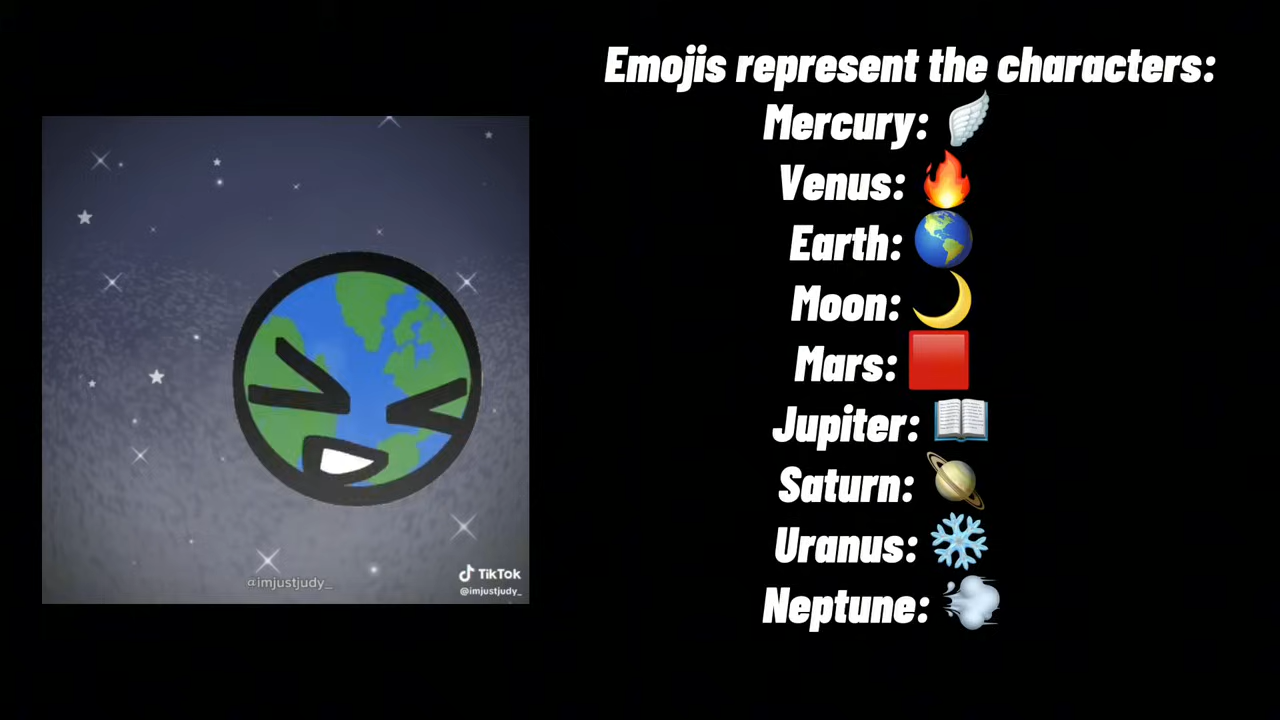 Emojis represent the characters:
Mercury: 🪽
Venus: 🔥
Earth: 🌎
Moon: 🌙
Mars: 🟥
Jupiter: 📖
Saturn: 🪐
Uranus: ❄️
Neptune: 💨
@imjustjudy_
TikTok
@imjustjudy_